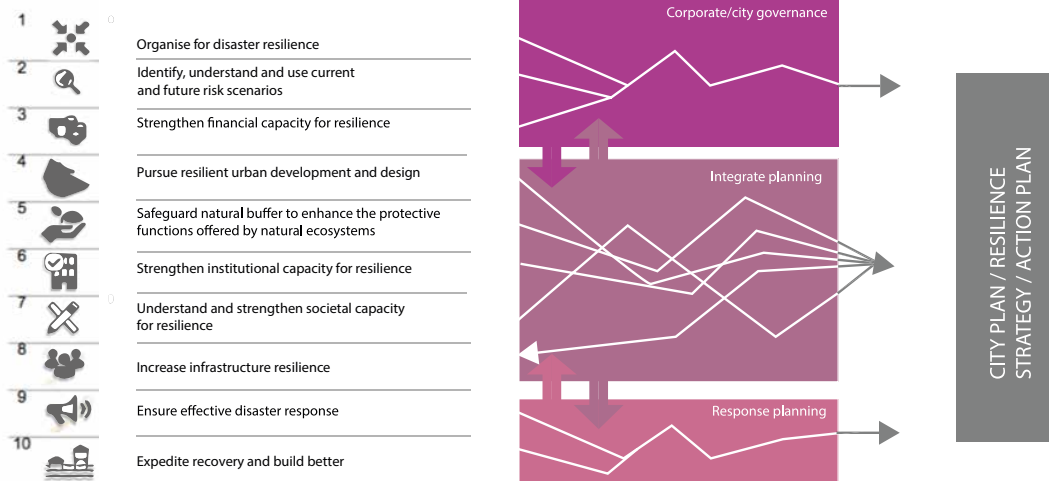 1
Organise for disaster resilience
2
Identify, understand and use current
and future risk scenarios
3
Strengthen financial capacity for resilience
4
Pursue resilient urban development and design
5
Safeguard natural buffer to enhance the protective
functions offered by natural ecosystems
6
Strengthen institutional capacity for resilience
7
Understand and strengthen societal capacity
for resilience
8
Increase infrastructure resilience
9
Ensure effective disaster response
10
Expedite recovery and build better
Corporate/city governance
Integrate planning
Response planning
CITY PLAN / RESILIENCE
STRATEGY / ACTION PLAN